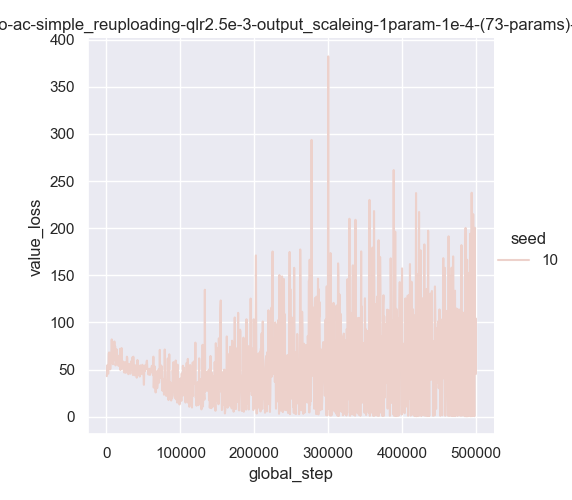 o-ac-simple_reuploading-qlr2.5e-3-output_scaleing-1param-1e-4-(73-params)-
400
350
300
250
200
150
100
50
0
value_loss
0 100000 200000 300000 400000 500000
global_step
seed
10